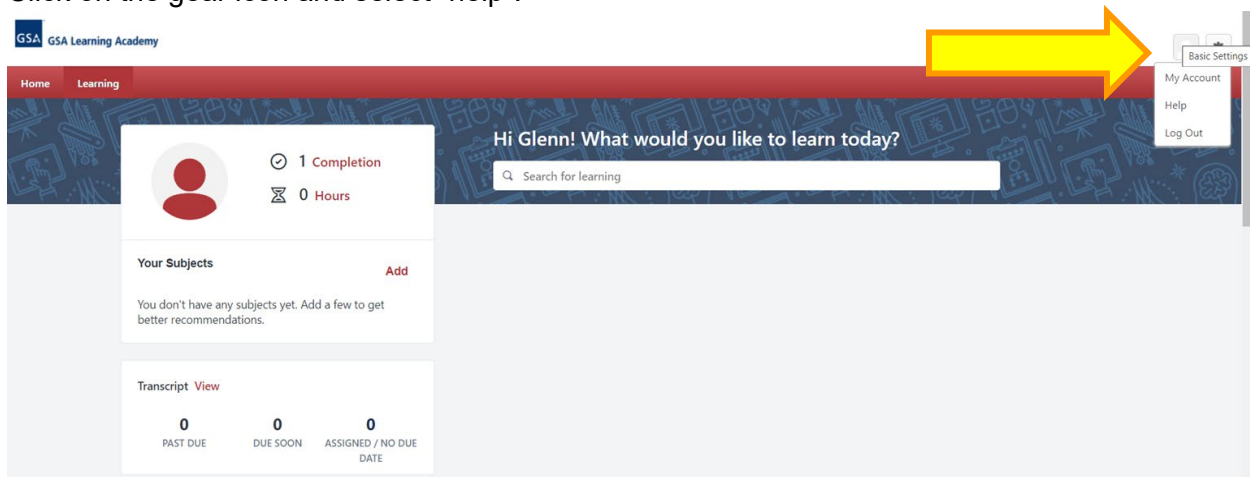 Click on the gear icon and select "help".
GSA GSA Learning Academy
Basic Settings
Home Learning
My Account
Help
Log Out
Hi Glenn! What would you like to learn today?
Search for learning
1 Completion
0 Hours
Your Subjects
Add
You don't have any subjects yet. Add a few to get
better recommendations.
Transcript View
0 0 0
PAST DUE DUE SOON ASSIGNED / NO DUE
DATE